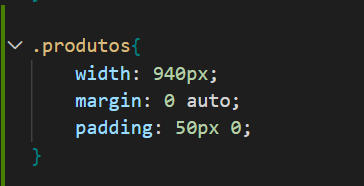 .produtos{
width: 940px;
margin: 0 auto;
padding: 50px 0;
}